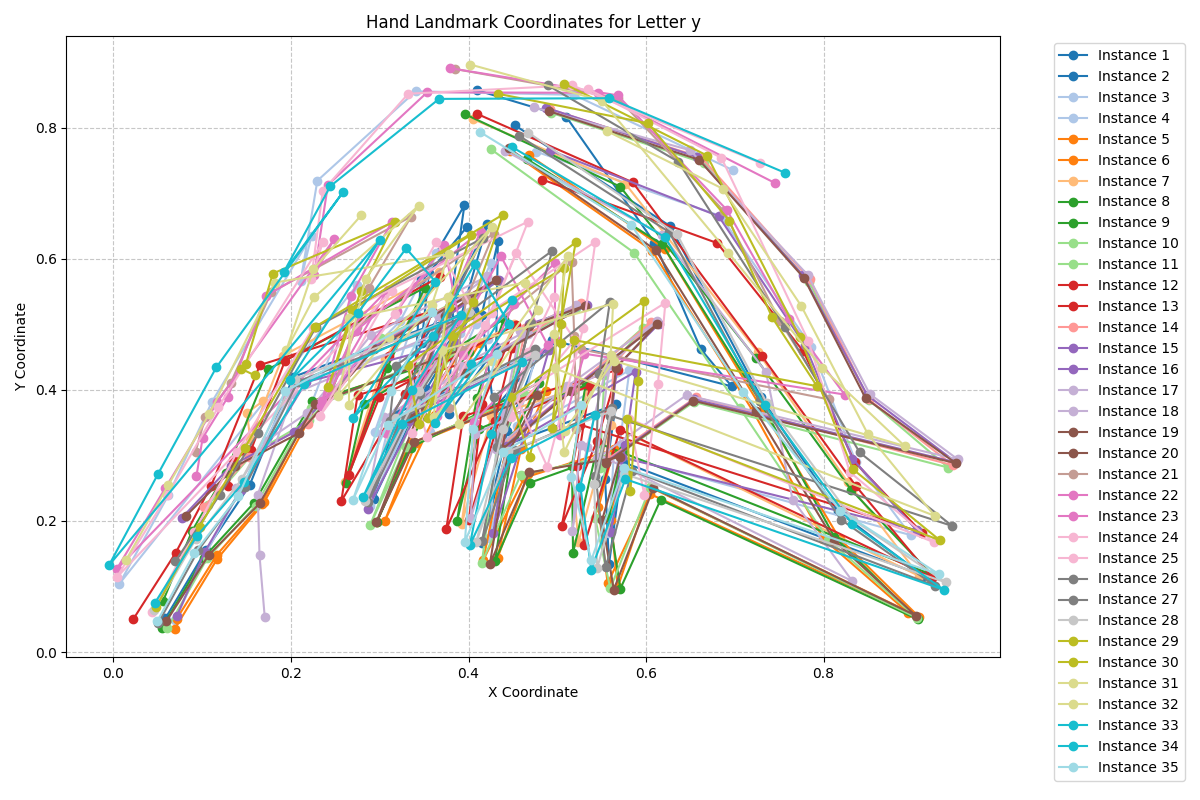 Hand Landmark Coordinates for Letter y
Y Coordinate
0.8
0.6
0.4
0.2
0.0
0.0 0.2 0.4 0.6 0.8
X Coordinate
Instance 1
Instance 2
Instance 3
Instance 4
Instance 5
Instance 6
Instance 7
Instance 8
Instance 9
Instance 10
Instance 11
Instance 12
Instance 13
Instance 14
Instance 15
Instance 16
Instance 17
Instance 18
Instance 19
Instance 20
Instance 21
Instance 22
Instance 23
Instance 24
Instance 25
Instance 26
Instance 27
Instance 28
Instance 29
Instance 30
Instance 31
Instance 32
Instance 33
Instance 34
Instance 35